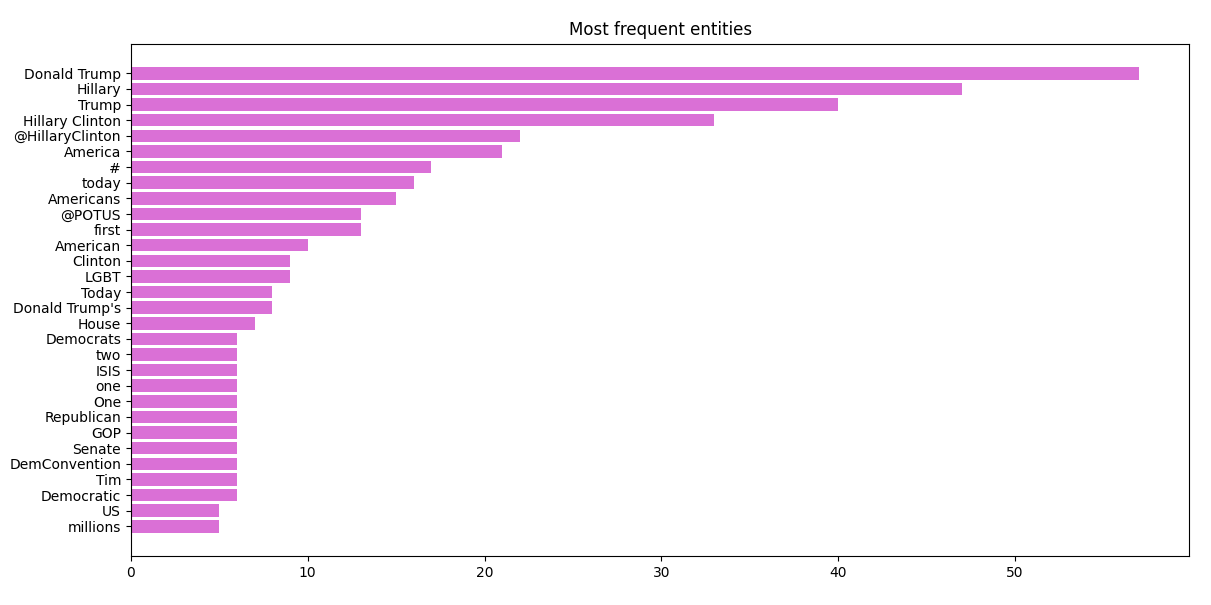 Most frequent entities
Donald Trump
Hillary
Trump
Hillary Clinton
@HillaryClinton
America
#
today
Americans
@POTUS
first
American
Clinton
LGBT
Today
Donald Trump's
House
Democrats
two
ISIS
one
One
Republican
GOP
Senate
DemConvention
Tim
Democratic
US
millions
0 10 20 30 40 50